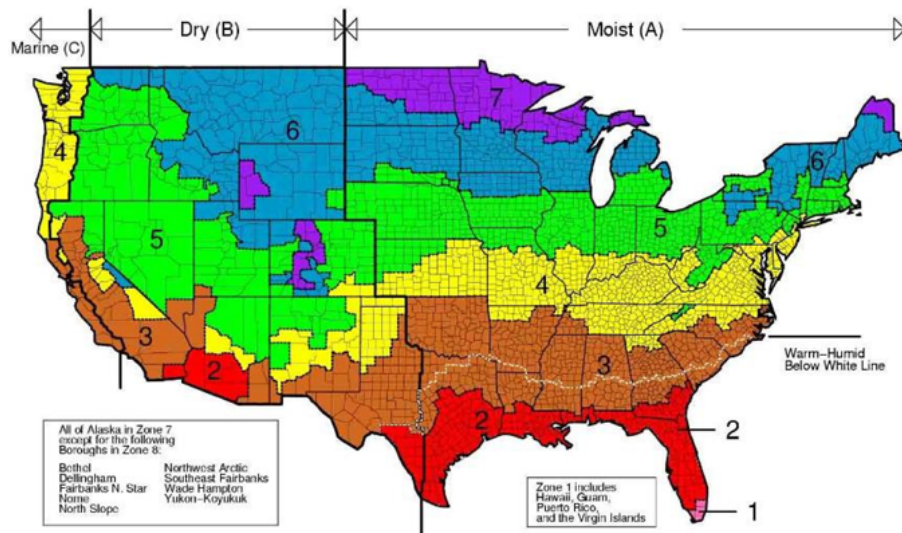 Marine (C)
Dry (B)
Moist (A)
7
6
6
4
5
5
4
3
3
Warm-Humid
Below White Line
2
2
2
1
All of Alaska in Zone 7
except for the following
Boroughs in Zone 8:
Bethel Northwest Arctic
Dellingham Southeast Fairbanks
Fairbanks N. Star Wade Hampton
Nome Yukon-Koyukuk
North Slope
Zone 1 includes
Hawaii, Guam,
Puerto Rico,
and the Virgin Islands